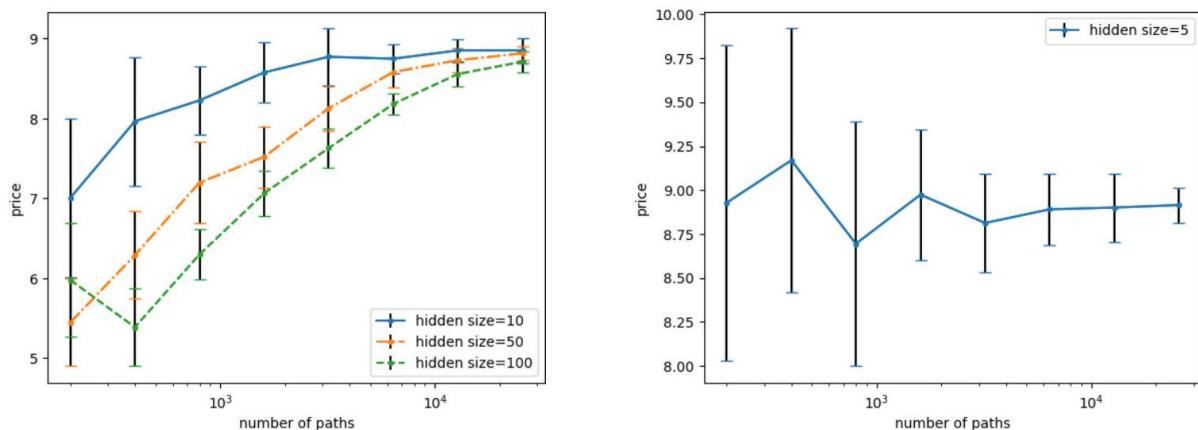 9
8
7
6
5
price
10³
10⁴
number of paths
hidden size=10
hidden size=50
hidden size=100
10.00
9.75
9.50
9.25
9.00
8.75
8.50
8.25
8.00
price
10³
10⁴
number of paths
hidden size=5